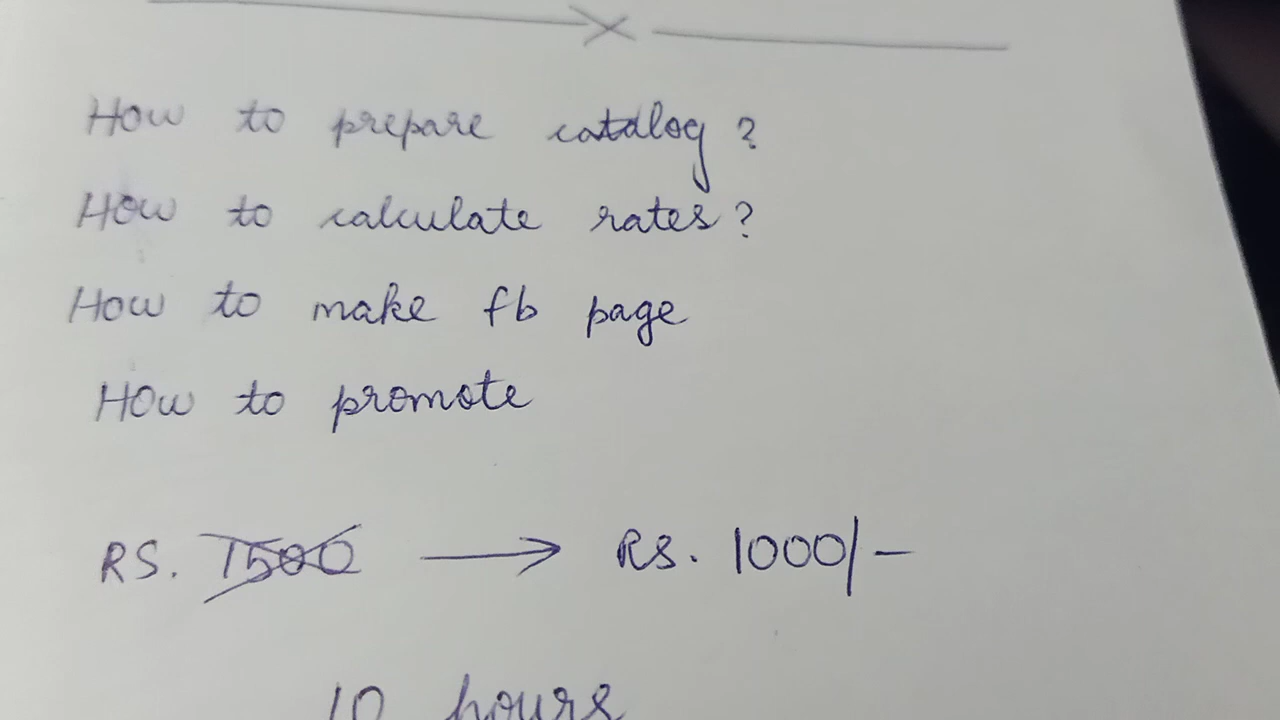 How to prepare catalog?
How to calculate rates?
How to make fb page
How to promote
RS. 1500 → RS. 1000/-
10 hours